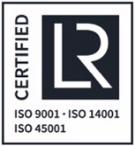 CERTIFIED
LR
ISO 9001 • ISO 14001
ISO 45001